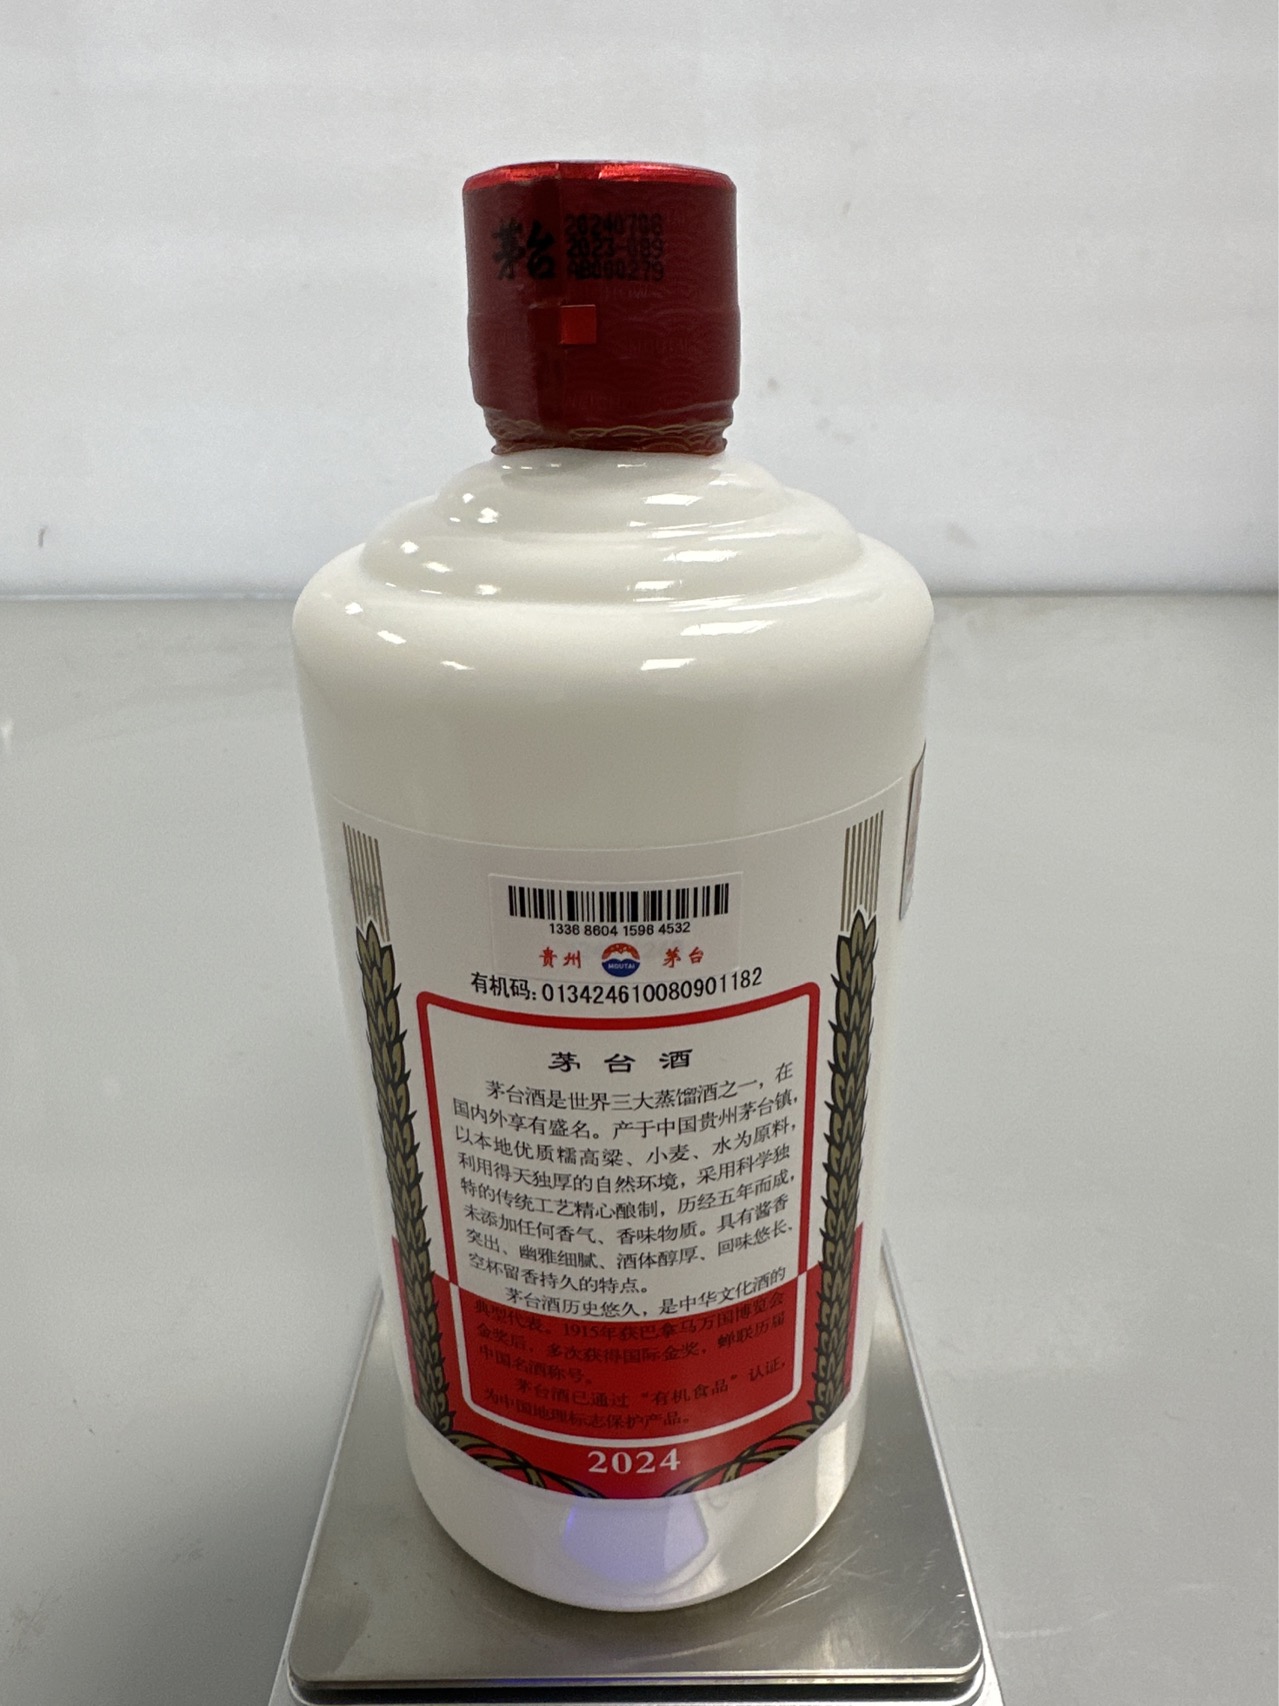 茅台
20240708
2023-089
AB090279
1336 8604 1596 4532
贵州 MOUTAI 茅台
有机码:013424610080901182
茅台酒
茅台酒是世界三大蒸馏酒之一，在
国内外享有盛名。产于中国贵州茅台镇，
以本地优质糯高粱、小麦、水为原料，
利用得天独厚的自然环境，采用科学独
特的传统工艺精心酿制，历经五年而成，
未添加任何香气、香味物质。具有酱香
突出、幽雅细腻、酒体醇厚、回味悠长、
空杯留香持久的特点。
茅台酒历史悠久，是中华文化酒的
典型代表。1915年获巴拿马万国博览会
金奖后，多次获得国际金奖，蝉联历届
中国名酒称号。
茅台酒已通过“有机食品”认证，
为中国地理标志保护产品。
2024